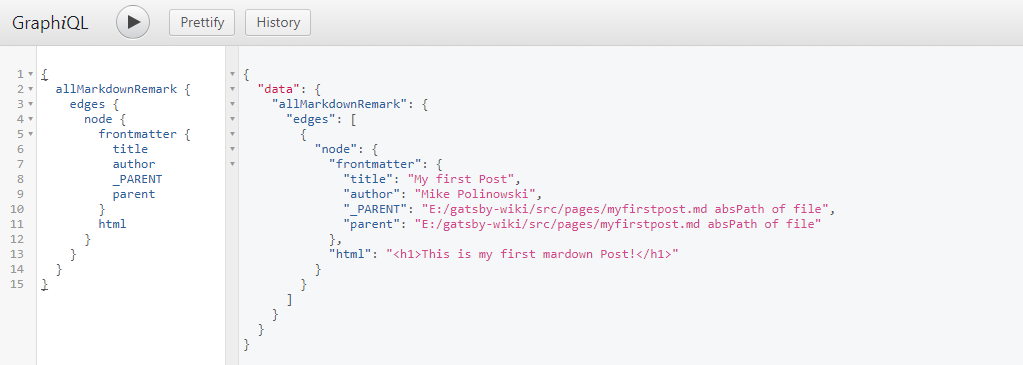 GraphiQL Prettify History
1 {
2 allMarkdownRemark {
3 edges {
4 node {
5 frontmatter {
6 title
7 author
8 _PARENT
9 parent
10 }
11 html
12 }
13 }
14 }
15 }
{
"data": {
"allMarkdownRemark": {
"edges": [
{
"node": {
"frontmatter": {
"title": "My first Post",
"author": "Mike Polinowski",
"_PARENT": "E:/gatsby-wiki/src/pages/myfirstpost.md absPath of file",
"parent": "E:/gatsby-wiki/src/pages/myfirstpost.md absPath of file"
},
"html": "<h1>This is my first mardown Post!</h1>"
}
}
]
}
}
}